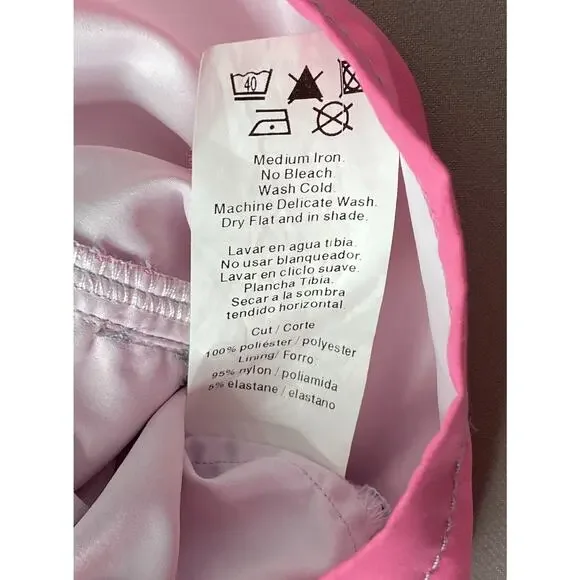 40
Medium Iron.
No Bleach.
Wash Cold.
Machine Delicate Wash.
Dry Flat and in shade.
Lavar en agua tibia.
No usar blanqueador.
Lavar en cliclo suave.
Plancha Tibia.
Secar a la sombra
tendido horizontal.
Cut / Corte
100% poliéster / polyester
Lining/ Forro
95% nylon / poliamida
5% elastane / elastano